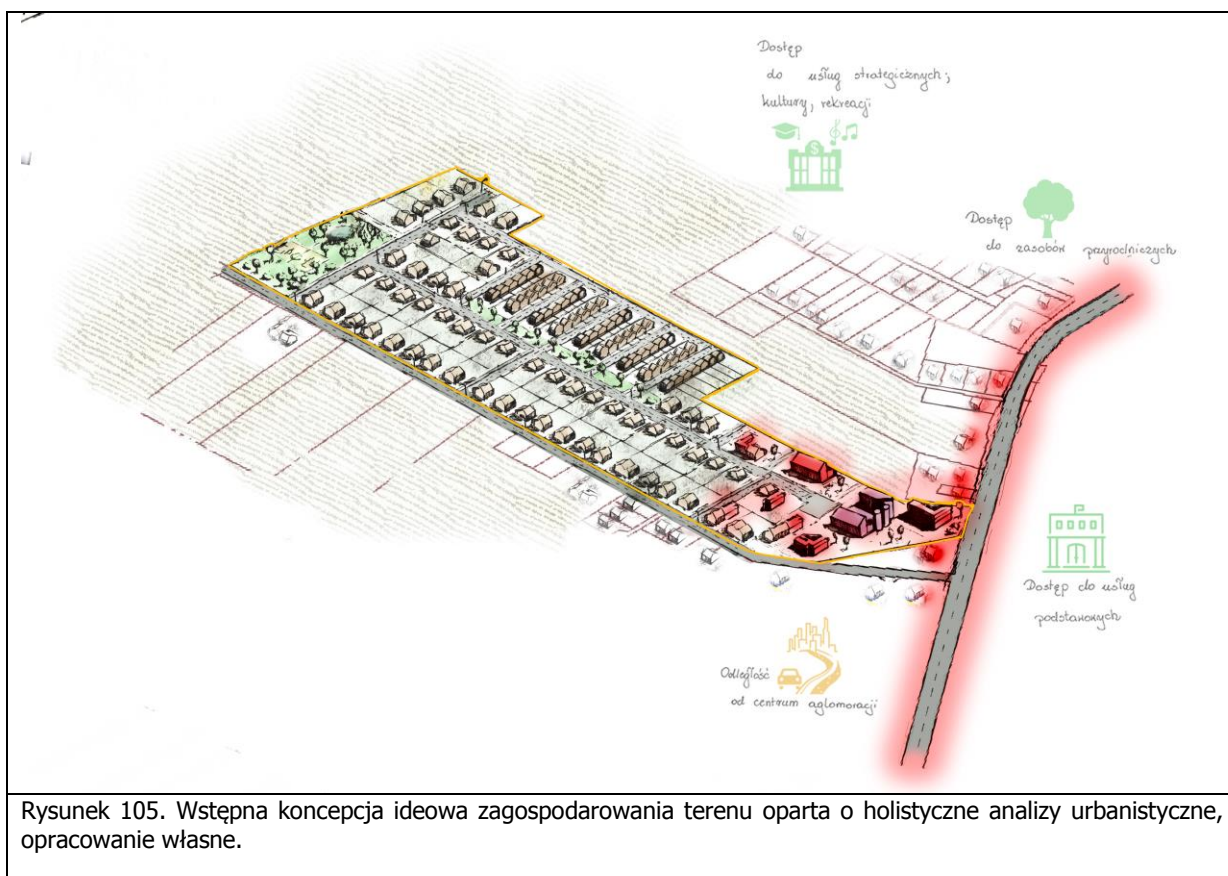 Dostęp
do usług strategicznych,
kultury, rekreacji
$
Dostęp
do zasobów przyrodniczych
Dostęp do usług
podstawowych
Odległość
od centrum aglomeracji
Rysunek 105. Wstępna koncepcja ideowa zagospodarowania terenu oparta o holistyczne analizy urbanistyczne,
opracowanie własne.